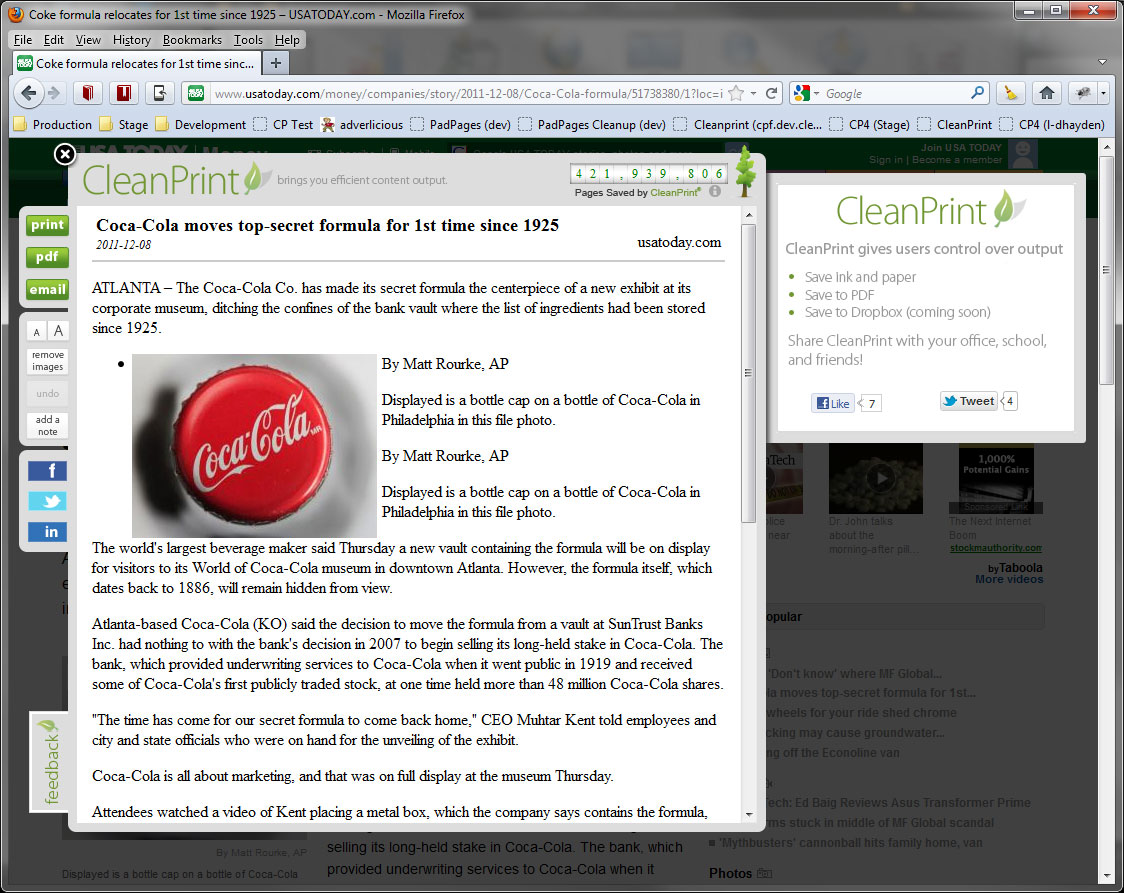 Coke formula relocates for 1st time since 1925 – USATODAY.com - Mozilla Firefox
File Edit View History Bookmarks Tools Help
Coke formula relocates for 1st time sinc...
www.usatoday.com/money/companies/story/2011-12-08/Coca-Cola-formula/51738380/1?loc=i
Google
Production Stage Development CP Test adverlicious PadPages (dev) PadPages Cleanup (dev) Cleanprint (cpf.dev.cle... CP4 (Stage) CleanPrint CP4 (l-dhayden)
Join USA TODAY
Sign in | Become a member
CleanPrint brings you efficient content output.
421,939,806
Pages Saved by CleanPrint
print
pdf
email
A A
remove
images
undo
add a
note
f
in
feedback
Coca-Cola moves top-secret formula for 1st time since 1925
2011-12-08
usatoday.com
ATLANTA – The Coca-Cola Co. has made its secret formula the centerpiece of a new exhibit at its
corporate museum, ditching the confines of the bank vault where the list of ingredients had been stored
since 1925.
Coca-Cola
By Matt Rourke, AP
Displayed is a bottle cap on a bottle of Coca-Cola in
Philadelphia in this file photo.
By Matt Rourke, AP
Displayed is a bottle cap on a bottle of Coca-Cola in
Philadelphia in this file photo.
The world's largest beverage maker said Thursday a new vault containing the formula will be on display
for visitors to its World of Coca-Cola museum in downtown Atlanta. However, the formula itself, which
dates back to 1886, will remain hidden from view.
Atlanta-based Coca-Cola (KO) said the decision to move the formula from a vault at SunTrust Banks
Inc. had nothing to with the bank's decision in 2007 to begin selling its long-held stake in Coca-Cola. The
bank, which provided underwriting services to Coca-Cola when it went public in 1919 and received
some of Coca-Cola's first publicly traded stock, at one time held more than 48 million Coca-Cola shares.
"The time has come for our secret formula to come back home," CEO Muhtar Kent told employees and
city and state officials who were on hand for the unveiling of the exhibit.
Coca-Cola is all about marketing, and that was on full display at the museum Thursday.
Attendees watched a video of Kent placing a metal box, which the company says contains the formula,
CleanPrint
CleanPrint gives users control over output
Save ink and paper
Save to PDF
Save to Dropbox (coming soon)
Share CleanPrint with your office, school,
and friends!
Like 7
Tweet 4
1,000%
Potential Gains
Sponsored Link
Dr. John talks
about the
morning-after pill...
The Next Internet
Boom
stockmauthority.com
by Taboola
More videos
'Don't know' where MF Global...
moves top-secret formula for 1st...
wheels for your ride shed chrome
may cause groundwater...
off the Econoline van
Tech: Ed Baig Reviews Asus Transformer Prime
stuck in middle of MF Global scandal
'Mythbusters' cannonball hits family home, van
Photos
By Matt Rourke, AP
Displayed is a bottle cap on a bottle of Coca-Cola
selling its long-held stake in Coca-Cola. The bank, which
provided underwriting services to Coca-Cola when it